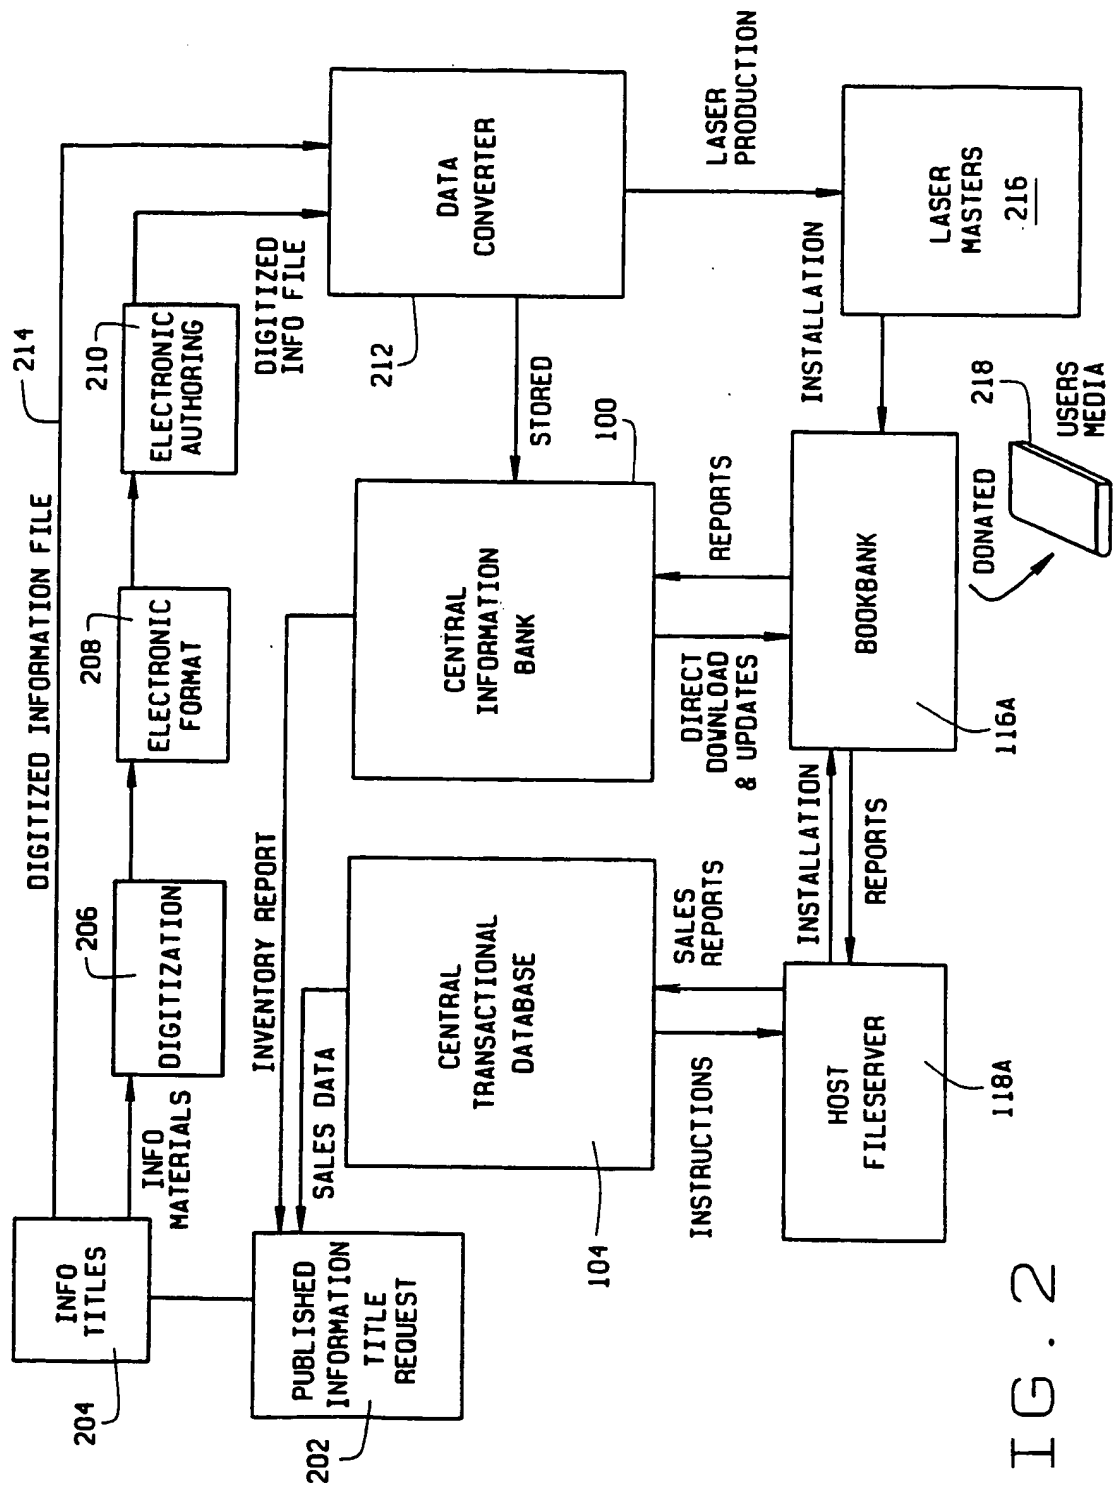 DIGITIZED INFORMATION FILE
214
INFO
TITLES
204
INFO
MATERIALS
206
DIGITIZATION
208
ELECTRONIC
FORMAT
210
ELECTRONIC
AUTHORING
DIGITIZED
INFO FILE
PUBLISHED
INFORMATION
TITLE
REQUEST
202
INVENTORY REPORT
SALES DATA
CENTRAL
TRANSACTIONAL
DATABASE
104
CENTRAL
INFORMATION
BANK
100
STORED
DATA
CONVERTER
212
LASER
PRODUCTION
INSTRUCTIONS
SALES
REPORTS
DIRECT
DOWNLOAD
& UPDATES
REPORTS
HOST
FILESERVER
118A
INSTALLATION
REPORTS
BOOKBANK
116A
INSTALLATION
LASER
MASTERS
216
DONATED
218
USERS
MEDIA
IG. 2